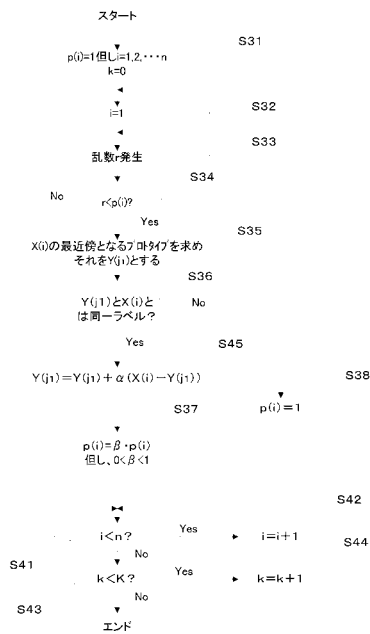 スタート
S31
p(i)=1但しi=1,2,･･･n
k=0
S32
i=1
S33
乱数r発生
S34
No
r<p(i)?
Yes
S35
X(i)の最近傍となるプロトタイプを求め
それをY(j1)とする
S36
Y(j1)とX(i)と
は同一ラベル？
No
Yes
S45
Y(j1)=Y(j1)+α(X(i)-Y(j1))
S38
S37
p(i)=1
p(i)=β･p(i)
但し、0<β<1
S42
i<n?
Yes
i=i+1
S44
No
S41
k<K?
Yes
k=k+1
S43
No
エンド